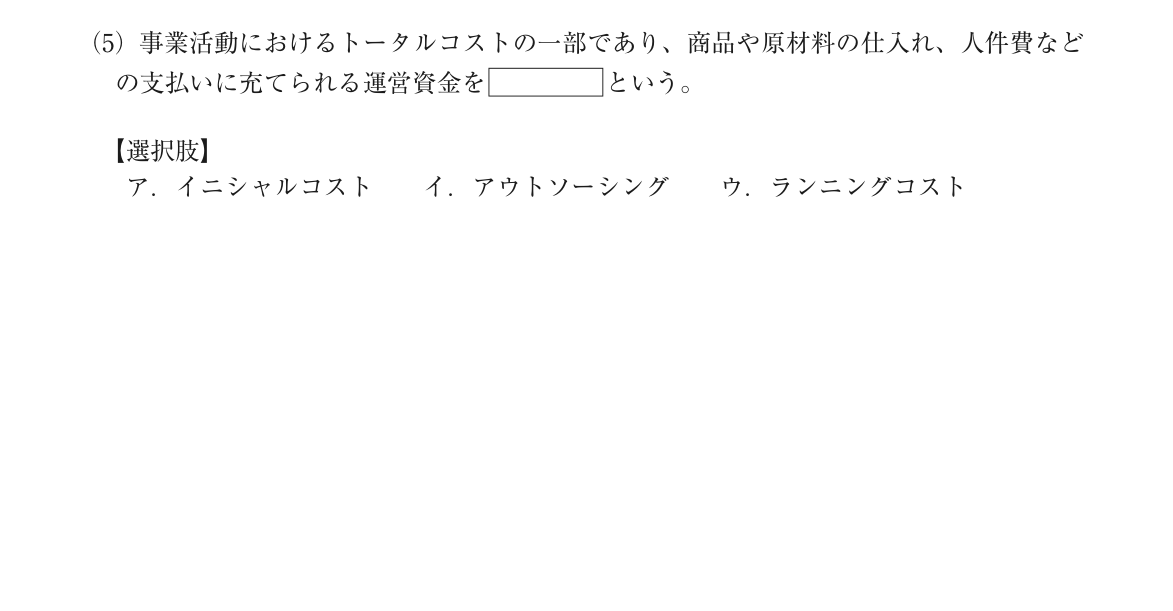 （5）事業活動におけるトータルコストの一部であり、商品や原材料の仕入れ、人件費など
の支払いに充てられる運営資金を　　　　という。
【選択肢】
ア．イニシャルコスト　　イ．アウトソーシング　　ウ．ランニングコスト